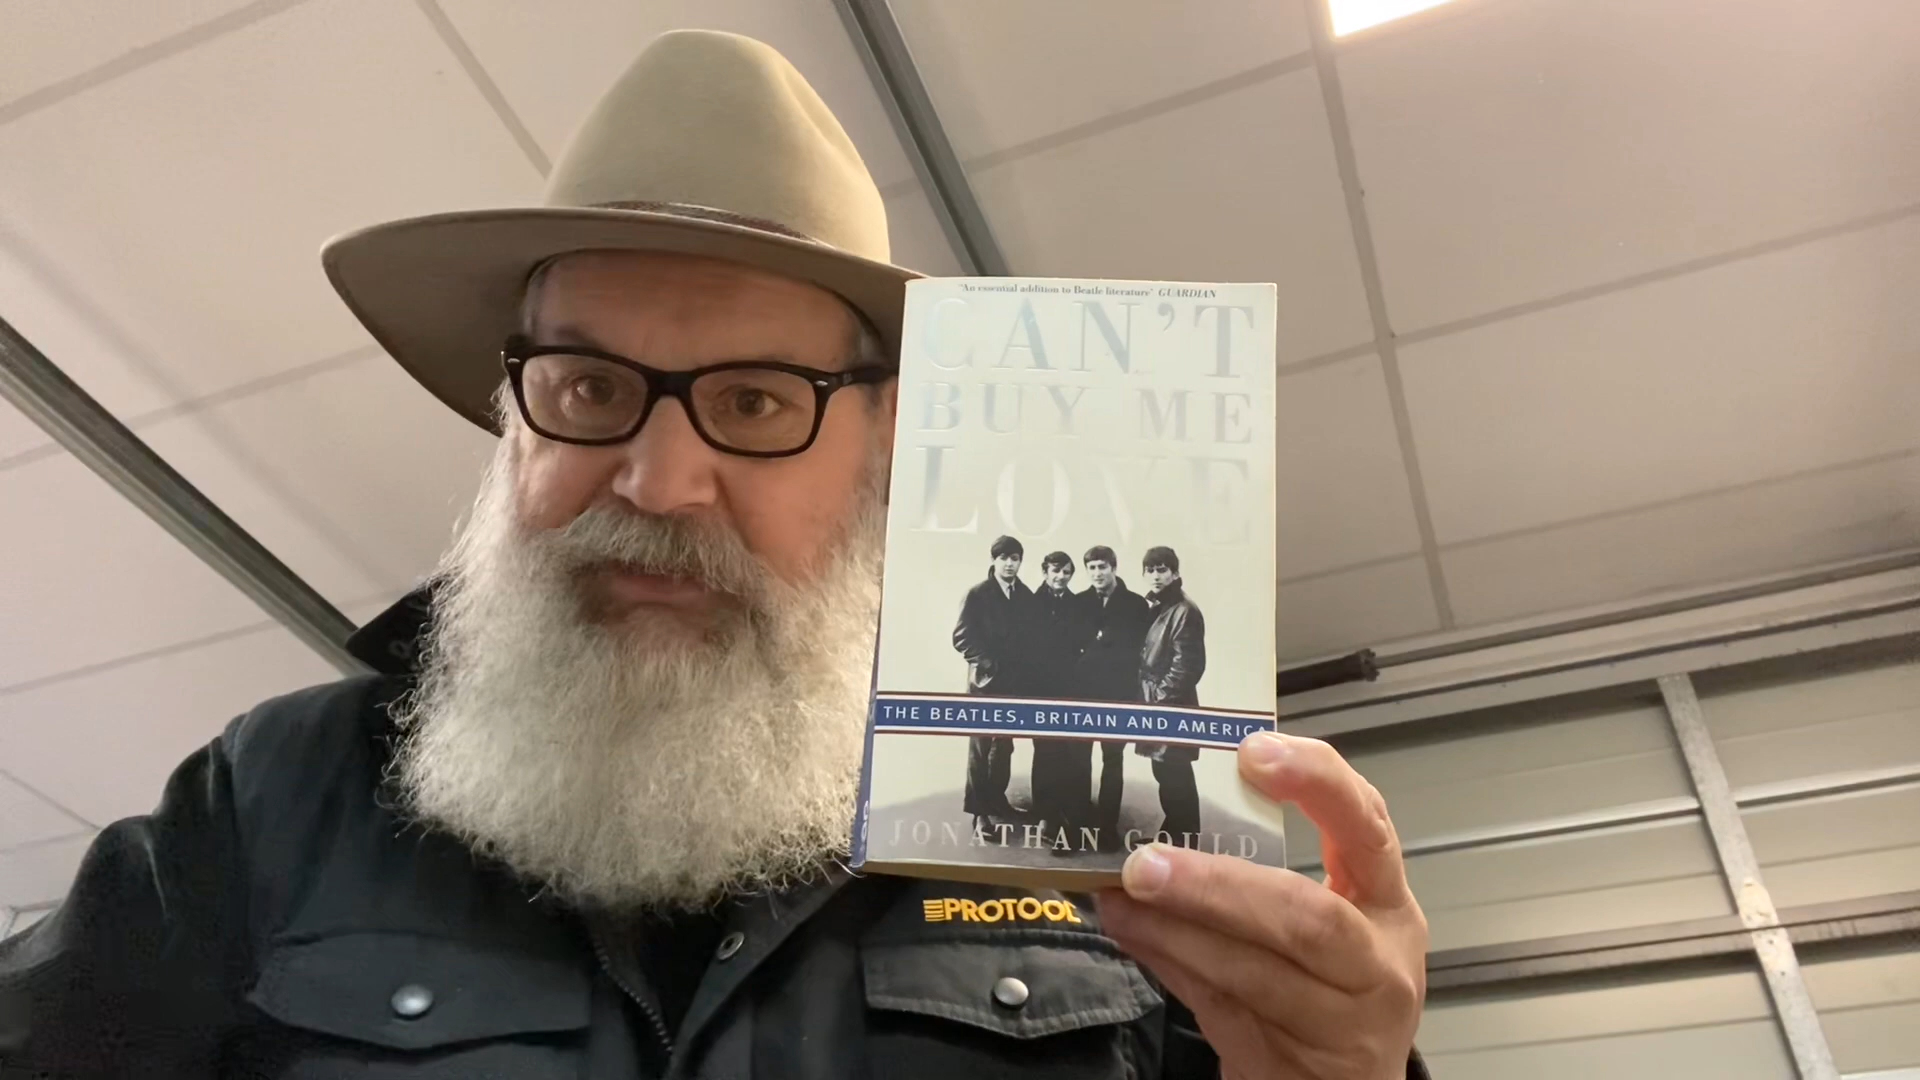 "An essential addition to Beatle literature" GUARDIAN
CAN'T
BUY ME
LOVE
THE BEATLES, BRITAIN AND AMERICA
JONATHAN GOULD
PROTOOL